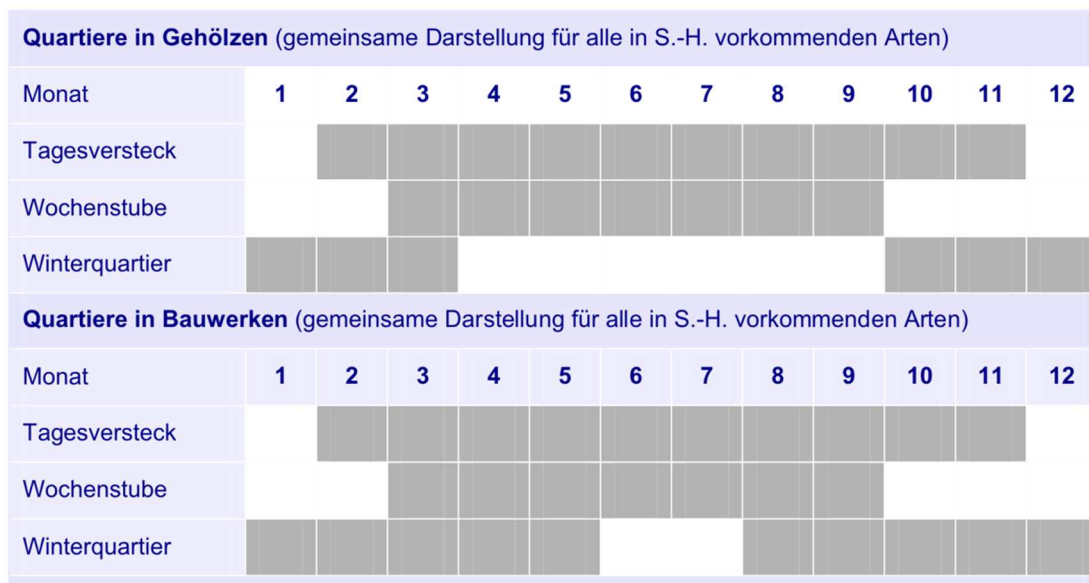 Quartiere in Gehölzen (gemeinsame Darstellung für alle in S.-H. vorkommenden Arten)
Monat 1 2 3 4 5 6 7 8 9 10 11 12
Tagesversteck
Wochenstube
Winterquartier
Quartiere in Bauwerken (gemeinsame Darstellung für alle in S.-H. vorkommenden Arten)
Monat 1 2 3 4 5 6 7 8 9 10 11 12
Tagesversteck
Wochenstube
Winterquartier